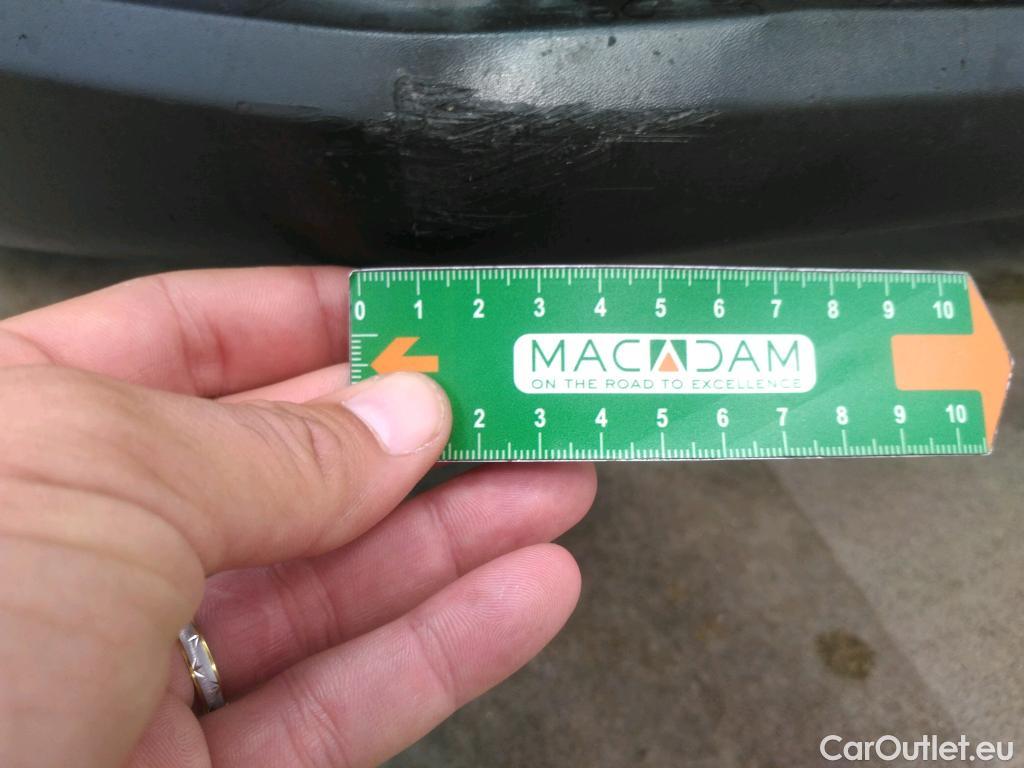 0 1 2 3 4 5 6 7 8 9 10
MACADAM
ON THE ROAD TO EXCELLENCE
2 3 4 5 6 7 8 9 10
CarOutlet.eu